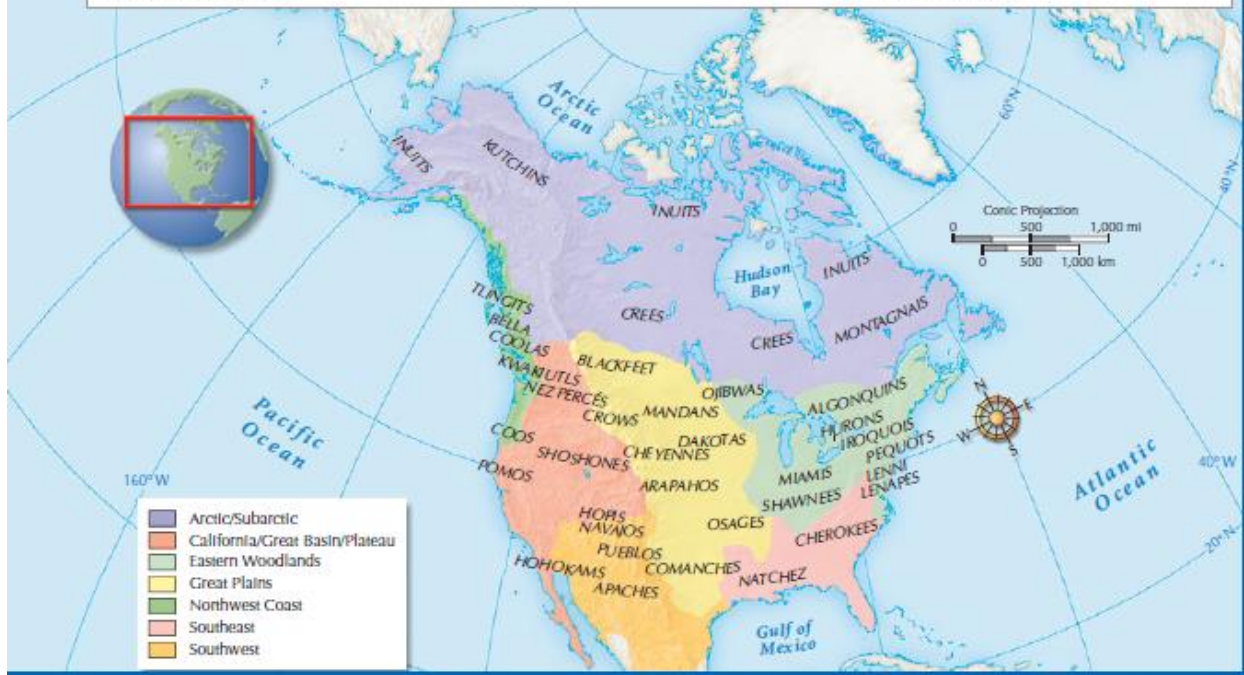 Arctic
Ocean
60°N
40°N
INUITS
KUTCHINS
INUITS
Conic Projection
0 500 1,000 mi
0 500 1,000 km
Hudson
Bay
INUITS
TLINGITS
BELLA
COOLAS
KWAKIUTLS
NEZ PERCÉS
CREES
CREES
MONTAGNAIS
BLACKFEET
OJIBWAS
ALGONQUINS
CROWS
MANDANS
HURONS
IROQUOIS
PEQUOTS
LENNI
LENAPES
N
E
S
W
Pacific
Ocean
COOS
SHOSHONES
POMOS
DAKOTAS
CHEYENNES
ARAPAHOS
MIAMIS
SHAWNEES
Atlantic
Ocean
40°W
160°W
HOPIS
NAVAJOS
PUEBLOS
HOHOKAMS
APACHES
OSAGES
COMANCHES
CHEROKEES
NATCHEZ
20°N
Gulf of
Mexico
Arctic/Subarctic
California/Great Basin/Plateau
Eastern Woodlands
Great Plains
Northwest Coast
Southeast
Southwest